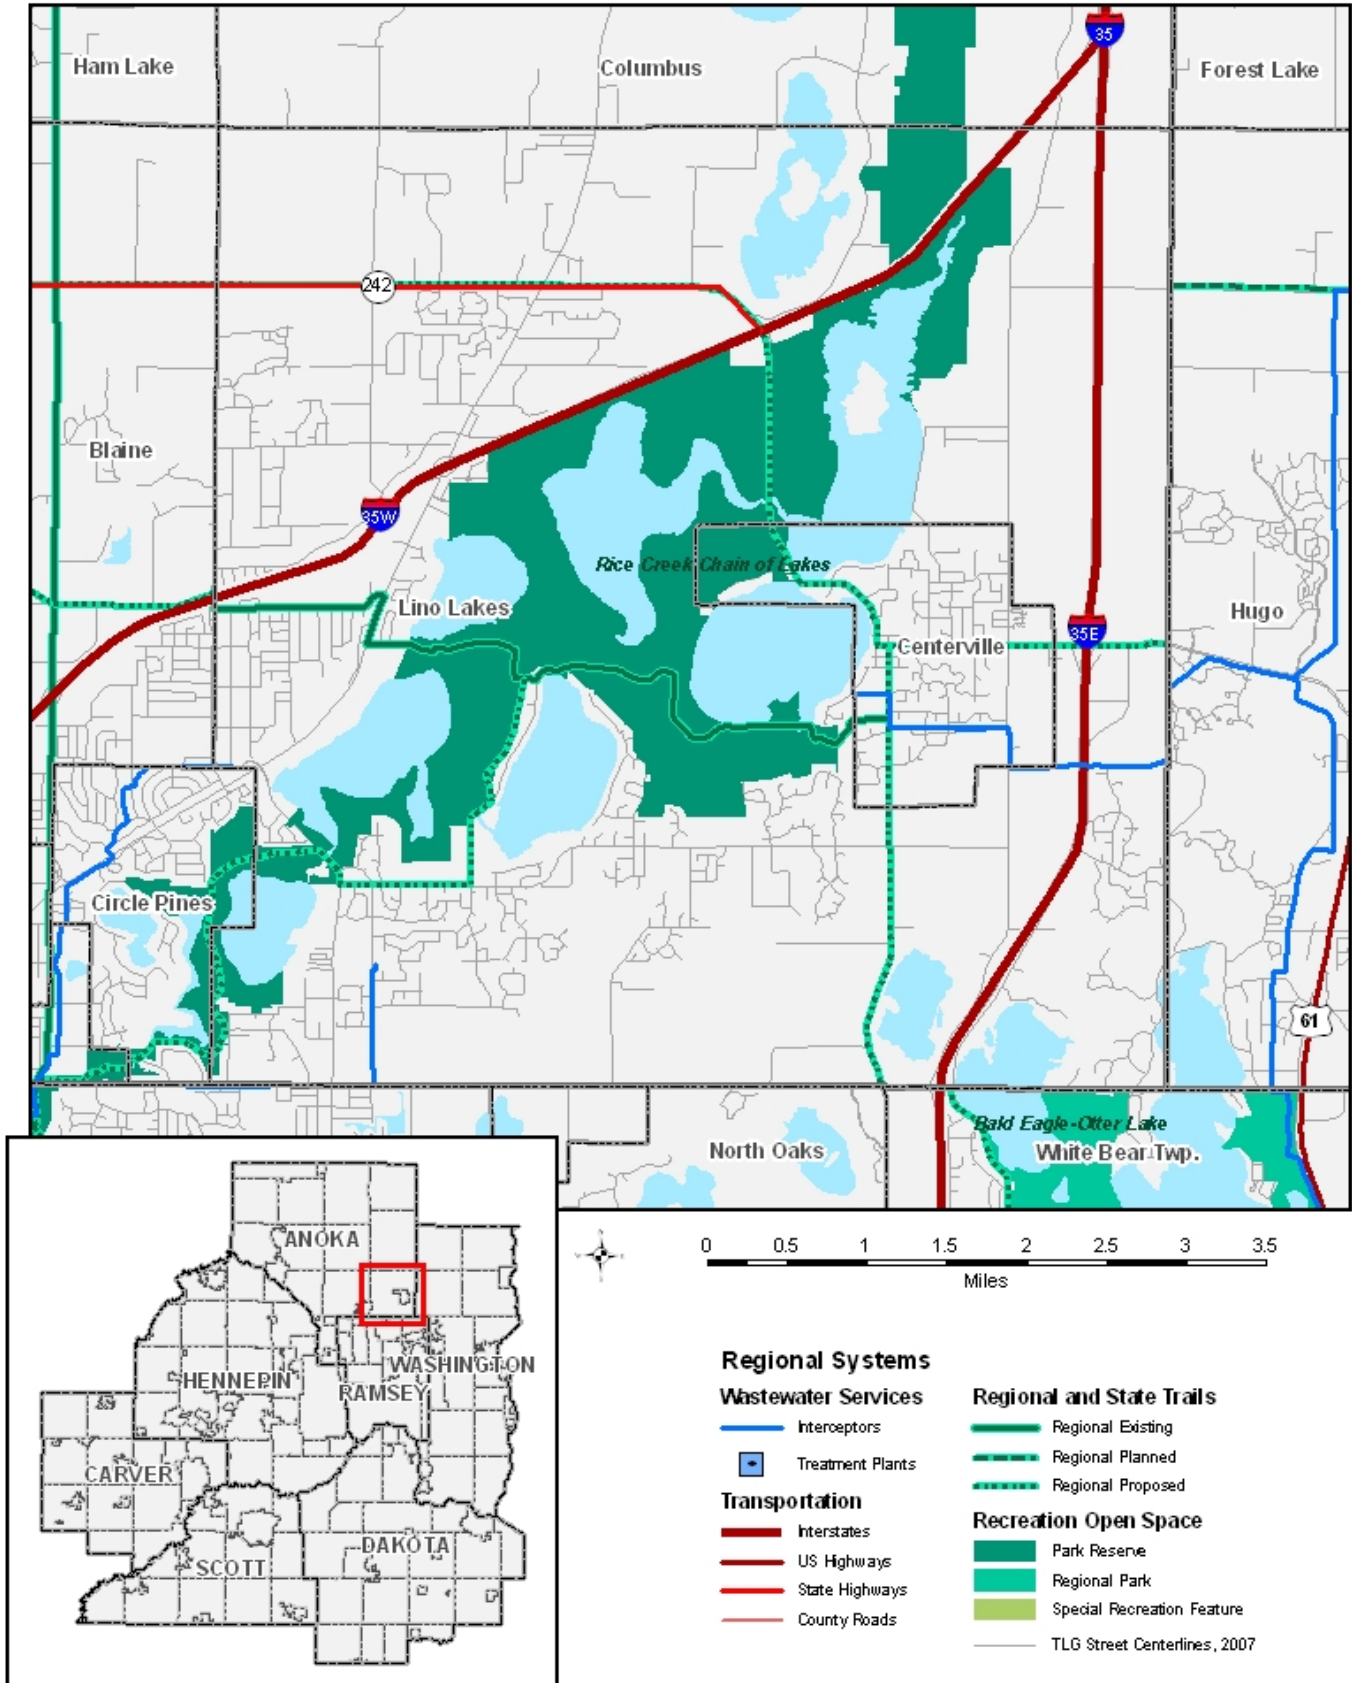 35
Ham Lake
Columbus
Forest Lake
242
Blaine
35W
Rice Creek Chain of Lakes
Lino Lakes
Hugo
35E
Centerville
Circle Pines
61
Bald Eagle-Otter Lake
North Oaks
White Bear Twp.
ANOKA
WASHINGTON
HENNEPIN
RAMSEY
CARVER
DAKOTA
SCOTT
0 0.5 1 1.5 2 2.5 3 3.5
Miles
Regional Systems
Wastewater Services
Interceptors
Treatment Plants
Transportation
Interstates
US Highways
State Highways
County Roads
Regional and State Trails
Regional Existing
Regional Planned
Regional Proposed
Recreation Open Space
Park Reserve
Regional Park
Special Recreation Feature
TLG Street Centerlines, 2007